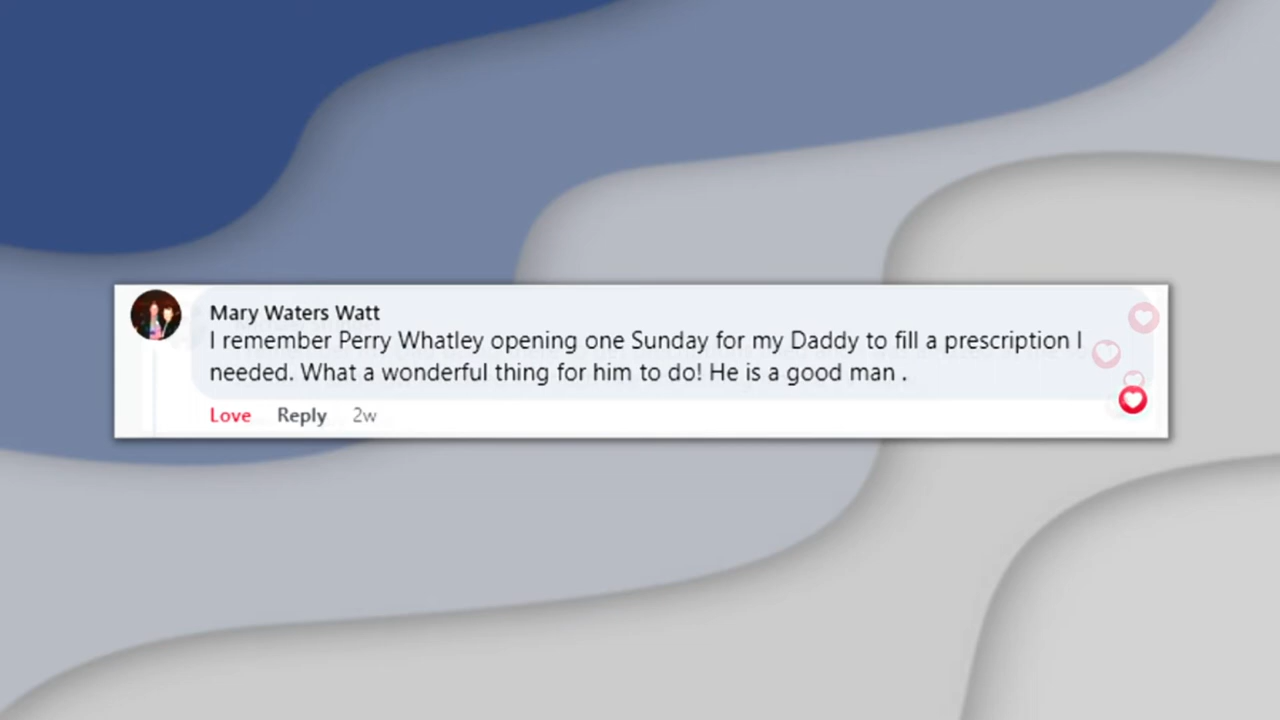 Mary Waters Watt
I remember Perry Whatley opening one Sunday for my Daddy to fill a prescription I
needed. What a wonderful thing for him to do! He is a good man .
Love Reply 2w